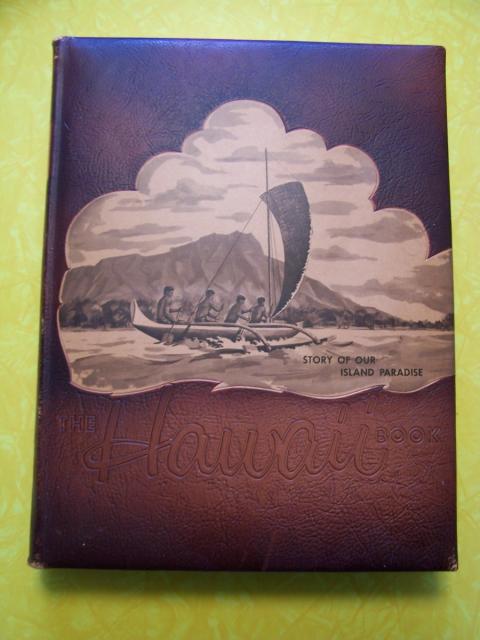 STORY OF OUR
ISLAND PARADISE
THE Hawaii BOOK